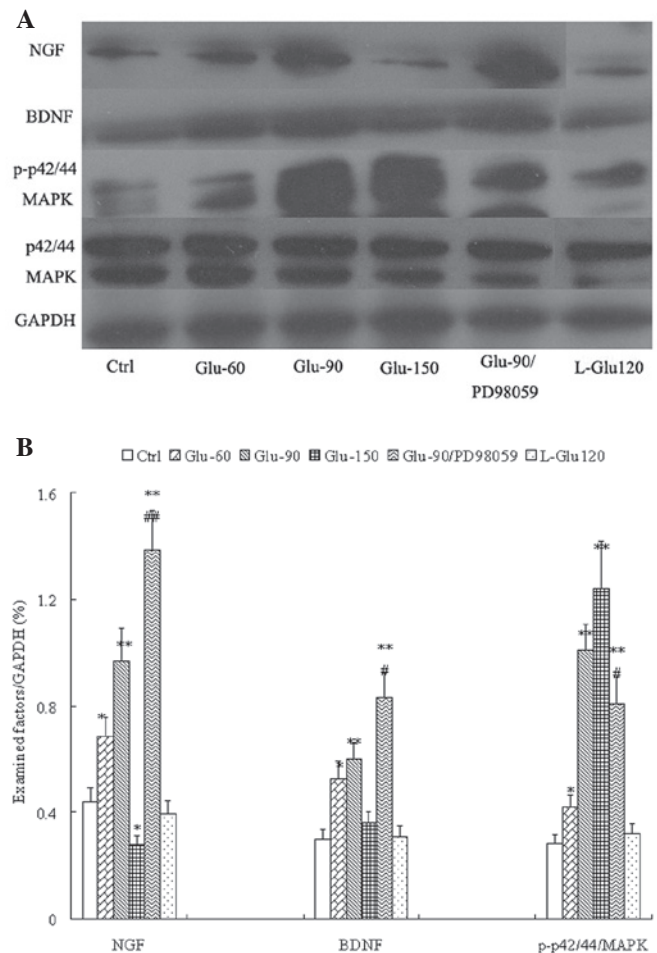 A
NGF
BDNF
p-p42/44
MAPK
p42/44
MAPK
GAPDH
Ctrl Glu-60 Glu-90 Glu-150 Glu-90/PD98059 L-Glu120
B
Ctrl Glu-60 Glu-90 Glu-150 Glu-90/PD98059 L-Glu120
Examined factors/GAPDH (%)
1.6
1.2
0.8
0.4
0
* ** * ** ##
* ** ** #
* ** ** ** #
NGF BDNF p-p42/44/MAPK